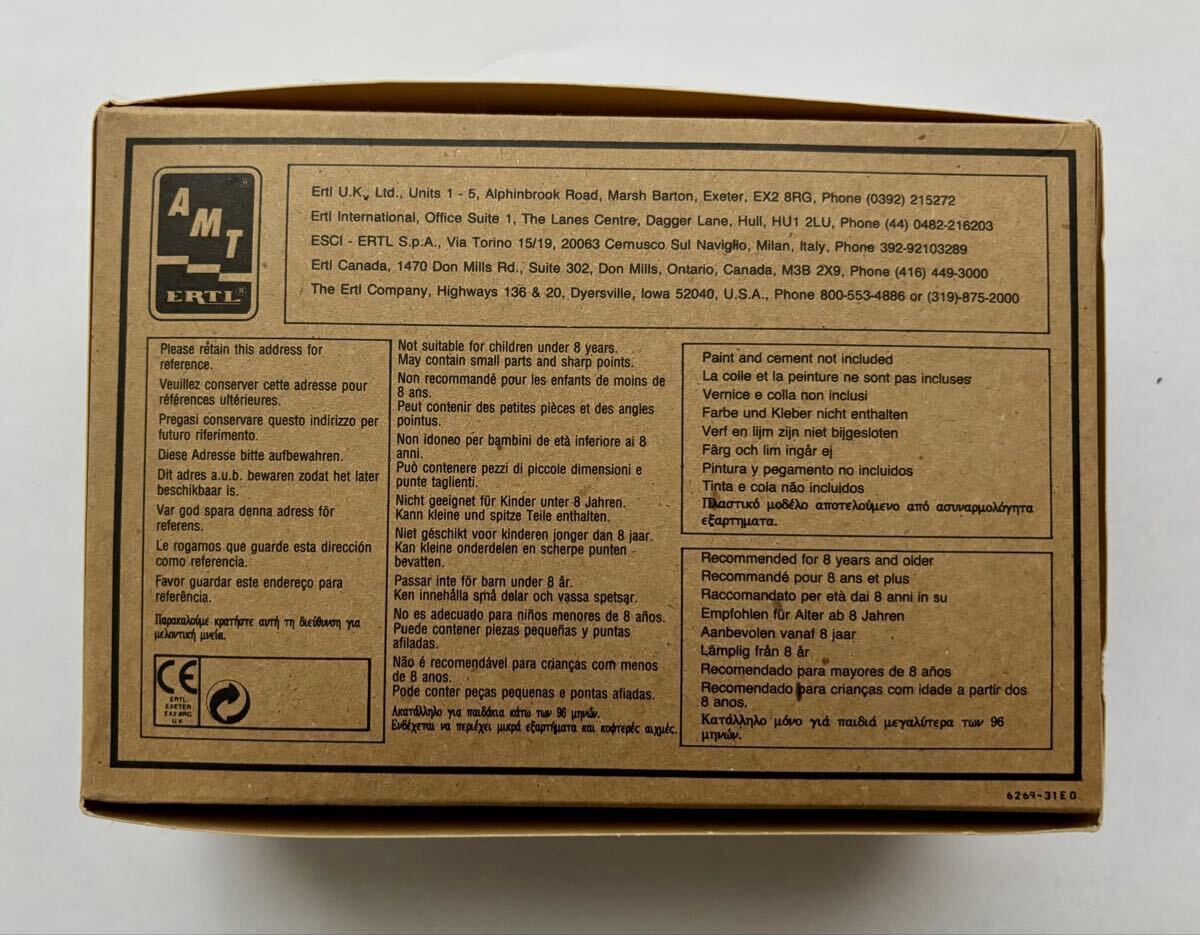 AMT
ERTL®
Ertl U.K., Ltd., Units 1 - 5, Alphinbrook Road, Marsh Barton, Exeter, EX2 8RG, Phone (0392) 215272
Ertl International, Office Suite 1, The Lanes Centre, Dagger Lane, Hull, HU1 2LU, Phone (44) 0482-216203
ESCI - ERTL S.p.A., Via Torino 15/19, 20063 Cernusco Sul Naviglio, Milan, Italy, Phone 392-92103289
Ertl Canada, 1470 Don Mills Rd., Suite 302, Don Mills, Ontario, Canada, M3B 2X9, Phone (416) 449-3000
The Ertl Company, Highways 136 & 20, Dyersville, Iowa 52040, U.S.A., Phone 800-553-4886 or (319)-875-2000
Please retain this address for
reference.
Veuillez conserver cette adresse pour
références ultérieures.
Pregasi conservare questo indirizzo per
futuro riferimento.
Diese Adresse bitte aufbewahren.
Dit adres a.u.b. bewaren zodat het later
beschikbaar is.
Var god spara denna adress för
referens.
Le rogamos que guarde esta dirección
como referencia.
Favor guardar este endereço para
referência.
Παρακαλούμε κρατήστε αυτή τη διεύθυνση για
μελοντική μνεία.
CE
ERTL
EXETER
EX2 8RG
U K
Not suitable for children under 8 years.
May contain small parts and sharp points.
Non recommandé pour les enfants de moins de
8 ans.
Peut contenir des petites pièces et des angles
pointus.
Non idoneo per bambini de età inferiore ai 8
anni.
Può contenere pezzi di piccole dimensioni e
punte taglienti.
Nicht geeignet für Kinder unter 8 Jahren.
Kann kleine und spitze Teile enthalten.
Niet géschikt voor kinderen jonger dan 8 jaar.
Kan kleine onderdelen en scherpe punten
bevatten.
Passar inte för barn under 8 år.
Ken innehålla små delar och vassa spetsar.
No es adecuado para niños menores de 8 años.
Puede contener piezas pequeñas y puntas
afiladas.
Não é recomendável para crianças com menos
de 8 anos.
Pode conter peças pequenas e pontas afiadas.
Ακατάλληλο για παιδάκια κάτω των 96 μηνών.
Ενδέχεται να περιέχει μικρά εξαρτήματα και κοφτερές αιχμές.
Paint and cement not included
La colle et la peinture ne sont pas incluses
Vernice e colla non inclusi
Farbe und Kleber nicht enthalten
Verf en lijm zijn niet bijgesloten
Färg och lim ingår ej
Pintura y pegamento no incluidos
Tinta e cola não incluidos
Πλαστικό μοδέλο αποτελούμενο από ασυναρμολόγητα
εξαρτηματα.
Recommended for 8 years and older
Recommandé pour 8 ans et plus
Raccomandato per età dai 8 anni in su
Empfohlen für Alter ab 8 Jahren
Aanbevolen vanaf 8 jaar
Lämplig från 8 år
Recomendado para mayores de 8 años
Recomendado para crianças com idade a partir dos
8 anos.
Κατάλληλο μόνο γιά παιδιά μεγαλύτερα των 96
μηνών.
6269-31EO